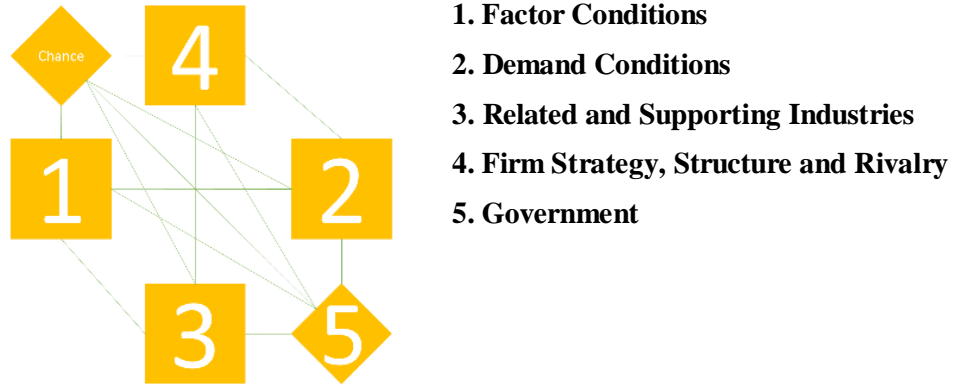 Chance
4
1
2
3
5
1. Factor Conditions
2. Demand Conditions
3. Related and Supporting Industries
4. Firm Strategy, Structure and Rivalry
5. Government